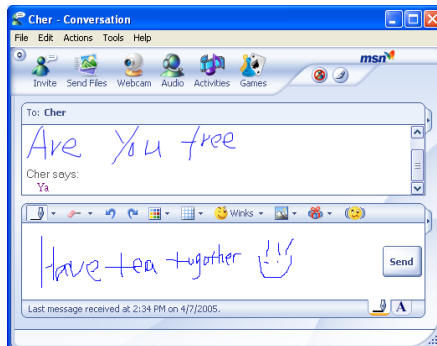 Cher - Conversation
File Edit Actions Tools Help
msn
Invite Send Files Webcam Audio Activities Games
To: Cher
Are You free
Cher says:
Ya
Winks
Have tea togother
Send
Last message received at 2:34 PM on 4/7/2005.
A